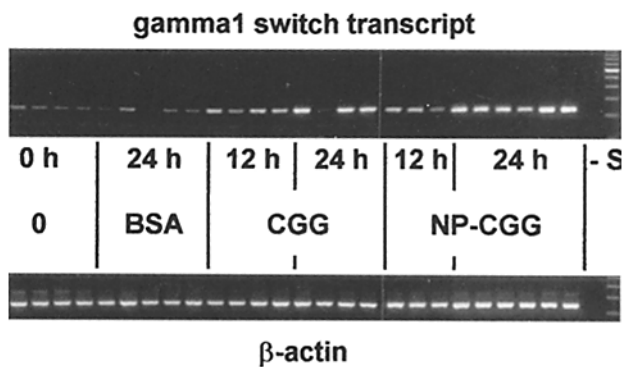 gamma1 switch transcript
0 h 24 h 12 h 24 h 12 h 24 h - S
0 BSA CGG NP-CGG
β-actin